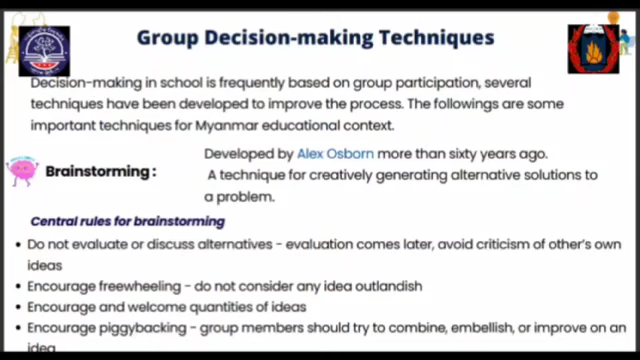 Group Decision-making Techniques
Decision-making in school is frequently based on group participation, several
techniques have been developed to improve the process. The followings are some
important techniques for Myanmar educational context.
Brainstorming :
Developed by Alex Osborn more than sixty years ago.
A technique for creatively generating alternative solutions to
a problem.
Central rules for brainstorming
• Do not evaluate or discuss alternatives - evaluation comes later, avoid criticism of other's own
ideas
• Encourage freewheeling - do not consider any idea outlandish
• Encourage and welcome quantities of ideas
• Encourage piggybacking - group members should try to combine, embellish, or improve on an
idea